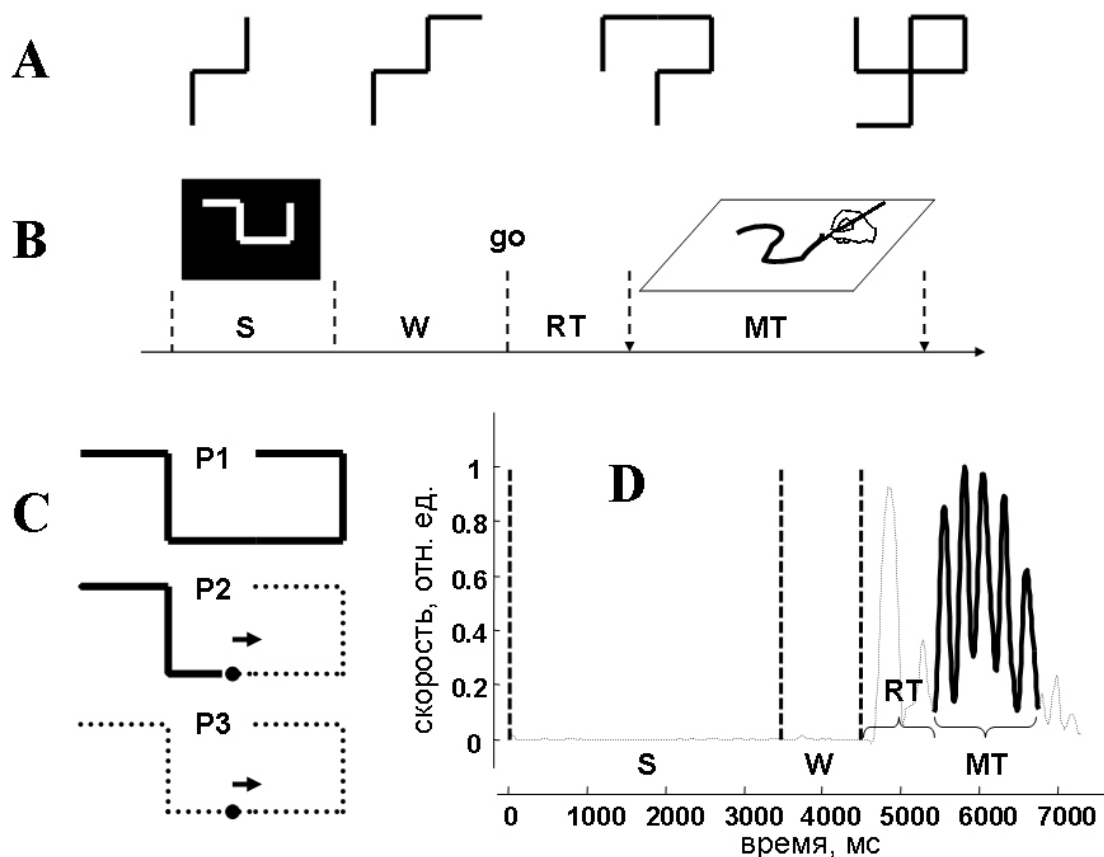 A
B
go
S W RT MT
C
P1
P2
P3
D
скорость, отн. ед.
1
0.8
0.6
0.4
0.2
0
RT
S W MT
0 1000 2000 3000 4000 5000 6000 7000
время, мс